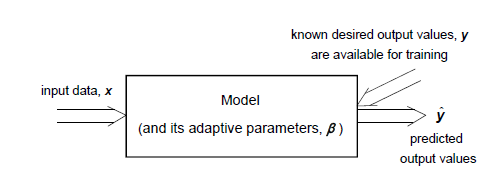 known desired output values, y
are available for training
input data, x
Model
(and its adaptive parameters, β )
ŷ
predicted
output values